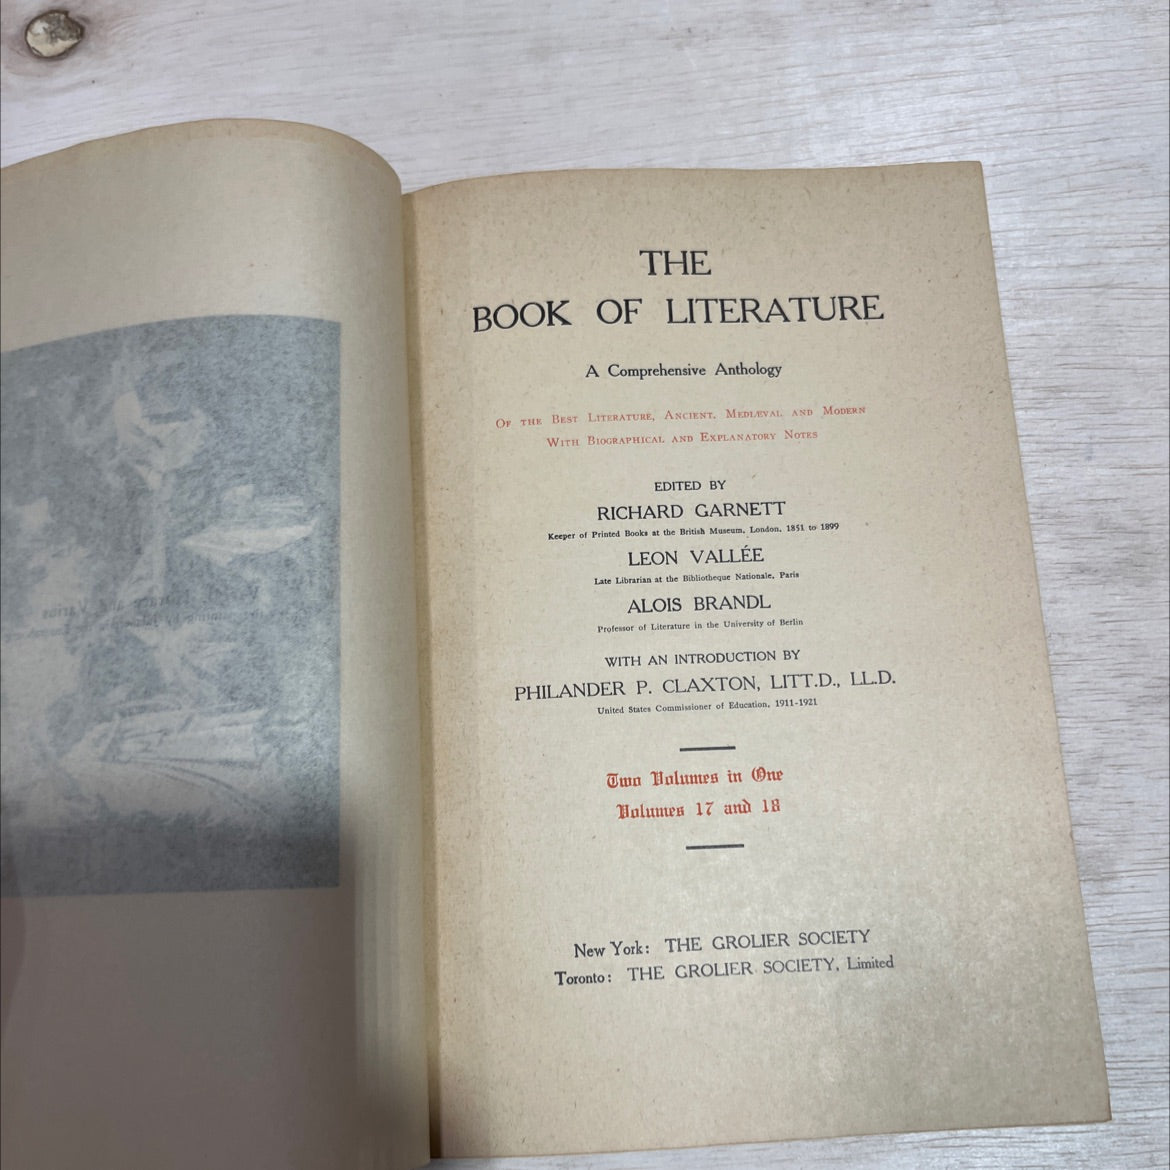 THE
BOOK OF LITERATURE
A Comprehensive Anthology
OF THE BEST LITERATURE, ANCIENT, MEDIÆVAL AND MODERN
WITH BIOGRAPHICAL AND EXPLANATORY NOTES
EDITED BY
RICHARD GARNETT
Keeper of Printed Books at the British Museum, London, 1851 to 1899
LEON VALLÉE
Late Librarian at the Bibliotheque Nationale, Paris
ALOIS BRANDL
Professor of Literature in the University of Berlin
WITH AN INTRODUCTION BY
PHILANDER P. CLAXTON, LITT.D., LL.D.
United States Commissioner of Education, 1911-1921
Two Volumes in One
Volumes 17 and 18
New York: THE GROLIER SOCIETY
Toronto: THE GROLIER SOCIETY, Limited